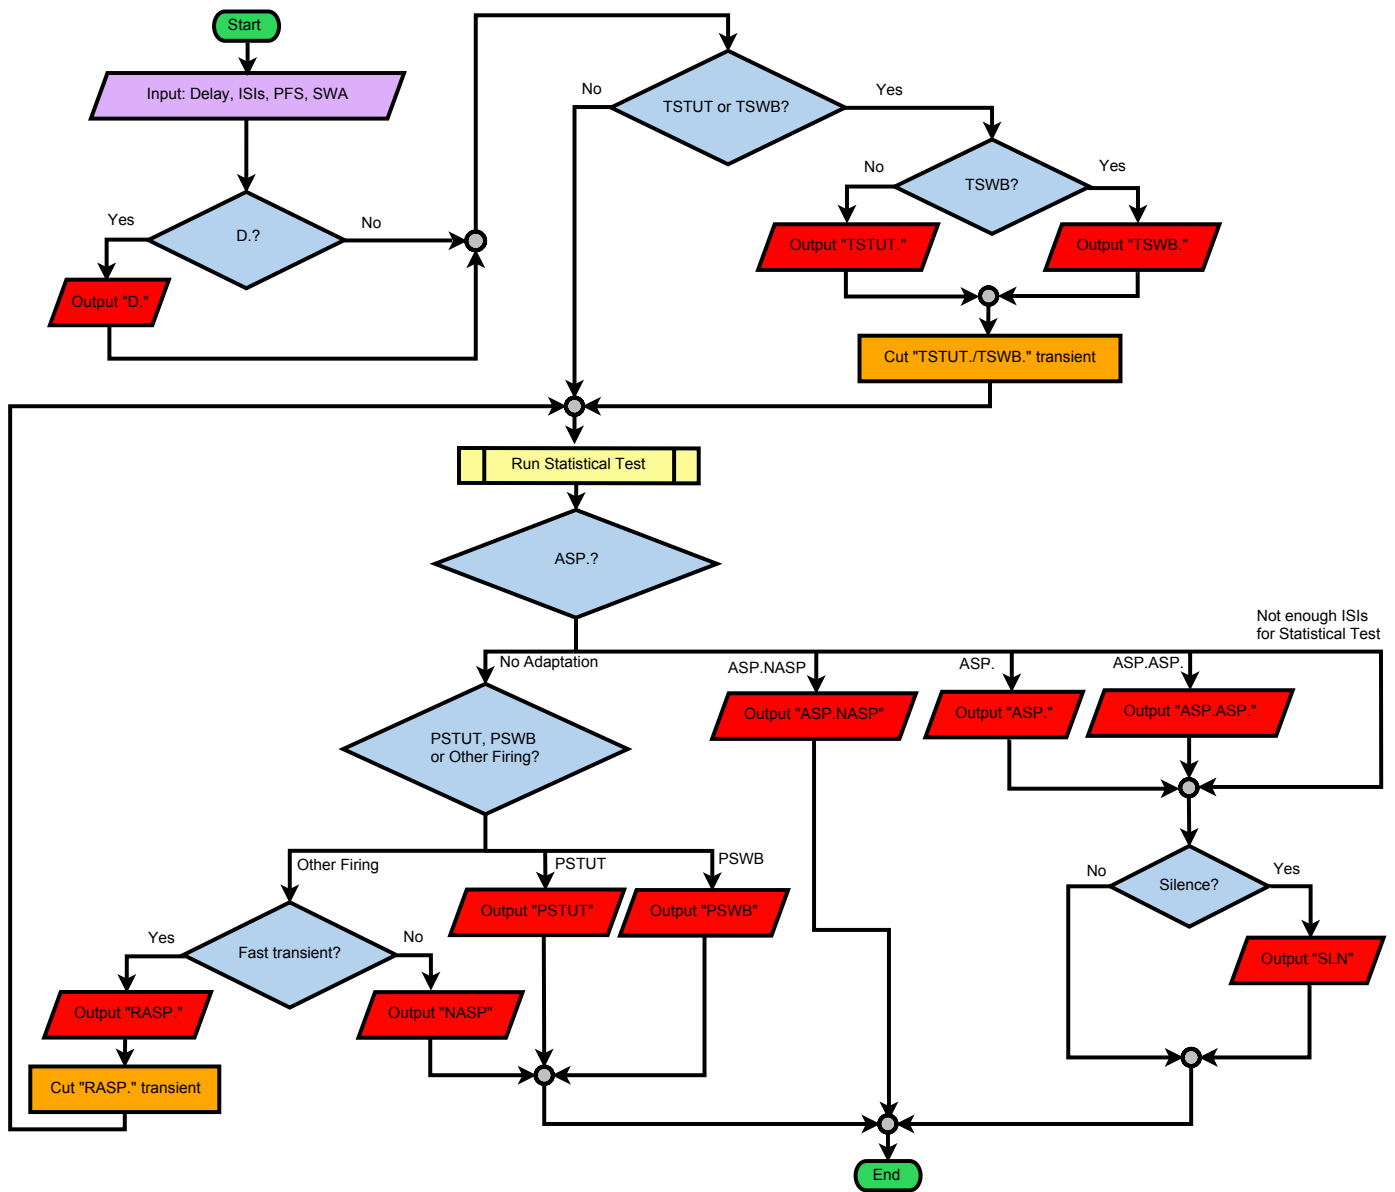 Start
Input: Delay, ISIs, PFS, SWA
D.?
Yes
No
Output "D."
TSTUT or TSWB?
No
Yes
TSWB?
No
Yes
Output "TSTUT."
Output "TSWB."
Cut "TSTUT./TSWB." transient
Run Statistical Test
ASP.?
No Adaptation
ASP.NASP
ASP.
ASP.ASP.
Not enough ISIs
for Statistical Test
PSTUT, PSWB
or Other Firing?
Output "ASP.NASP"
Output "ASP."
Output "ASP.ASP."
Other Firing
PSTUT
PSWB
Output "PSTUT"
Output "PSWB"
Silence?
No
Yes
Output "SLN"
Fast transient?
Yes
No
Output "RASP."
Output "NASP"
Cut "RASP." transient
End